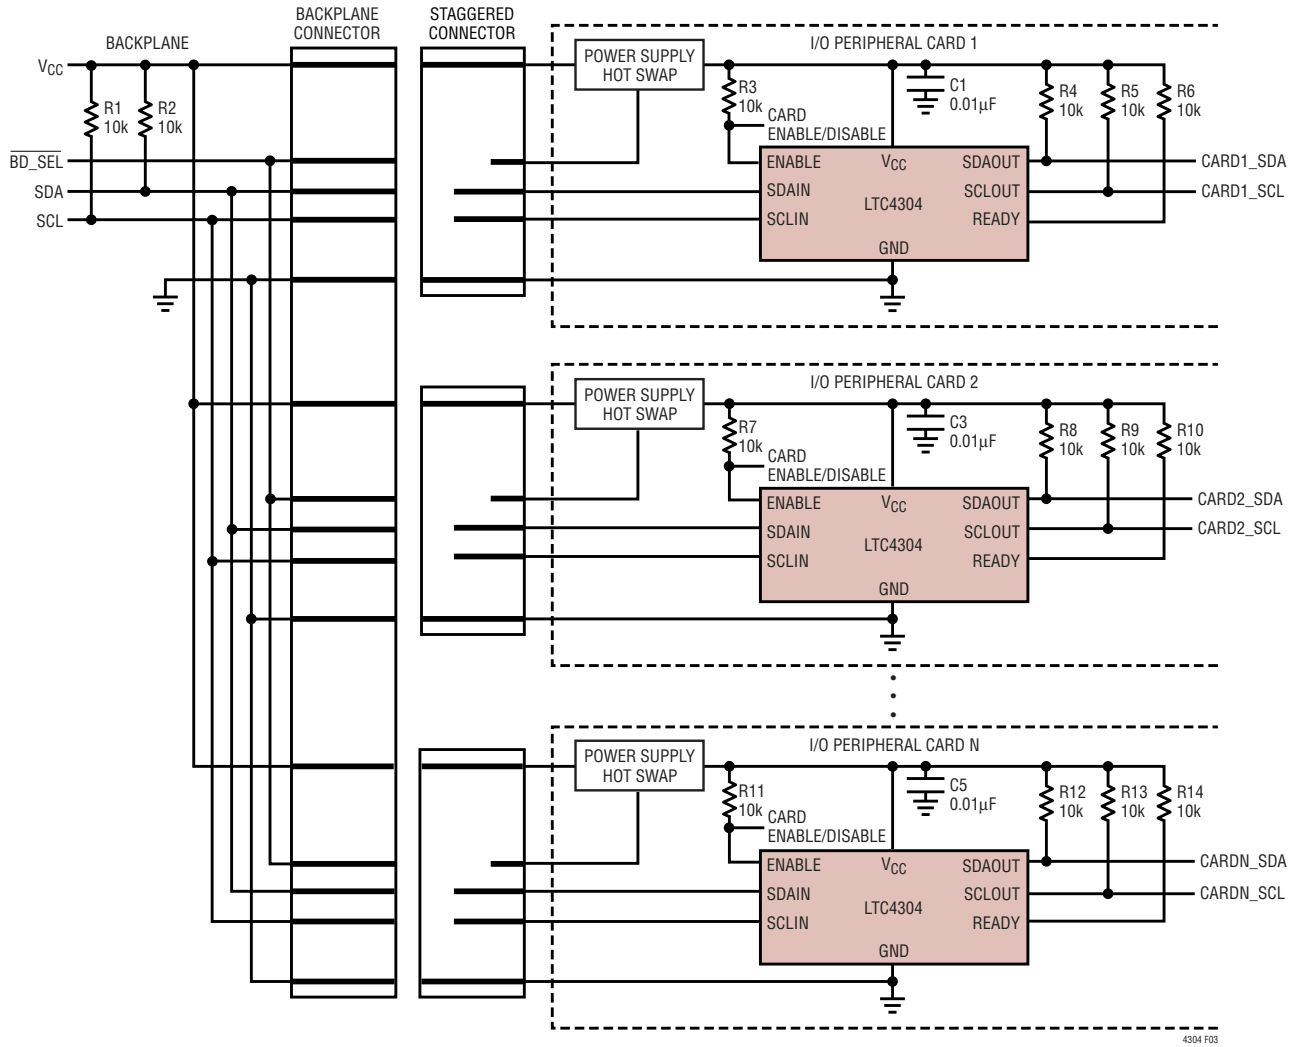 BACKPLANE
CONNECTOR
STAGGERED
CONNECTOR
BACKPLANE
VCC
R1
10k
R2
10k
BD_SEL
SDA
SCL
I/O PERIPHERAL CARD 1
POWER SUPPLY
HOT SWAP
R3
10k
CARD
ENABLE/DISABLE
C1
0.01μF
R4
10k
R5
10k
R6
10k
ENABLE
VCC
SDAOUT
SDAIN
LTC4304
SCLOUT
SCLIN
READY
GND
CARD1_SDA
CARD1_SCL
I/O PERIPHERAL CARD 2
POWER SUPPLY
HOT SWAP
R7
10k
CARD
ENABLE/DISABLE
C3
0.01μF
R8
10k
R9
10k
R10
10k
ENABLE
VCC
SDAOUT
SDAIN
LTC4304
SCLOUT
SCLIN
READY
GND
CARD2_SDA
CARD2_SCL
I/O PERIPHERAL CARD N
POWER SUPPLY
HOT SWAP
R11
10k
CARD
ENABLE/DISABLE
C5
0.01μF
R12
10k
R13
10k
R14
10k
ENABLE
VCC
SDAOUT
SDAIN
LTC4304
SCLOUT
SCLIN
READY
GND
CARDN_SDA
CARDN_SCL
4304 F03